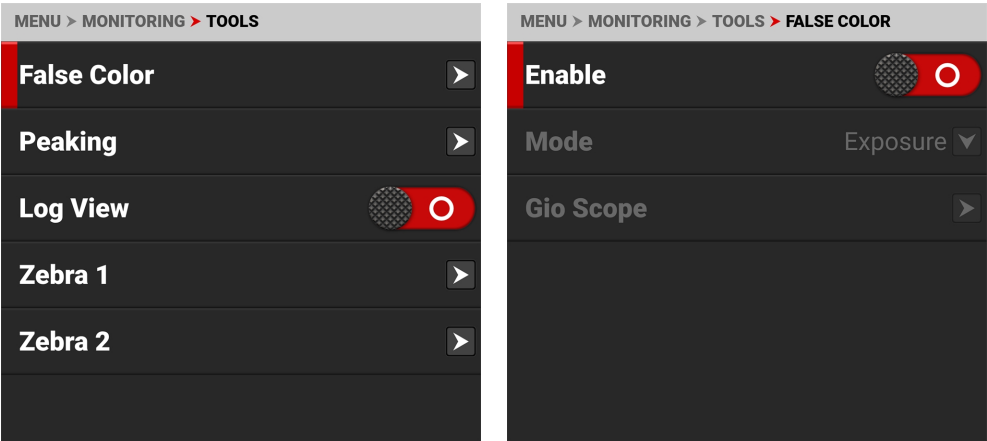 MENU > MONITORING > TOOLS
False Color
Peaking
Log View
Zebra 1
Zebra 2
MENU > MONITORING > TOOLS > FALSE COLOR
Enable
Mode Exposure
Gio Scope